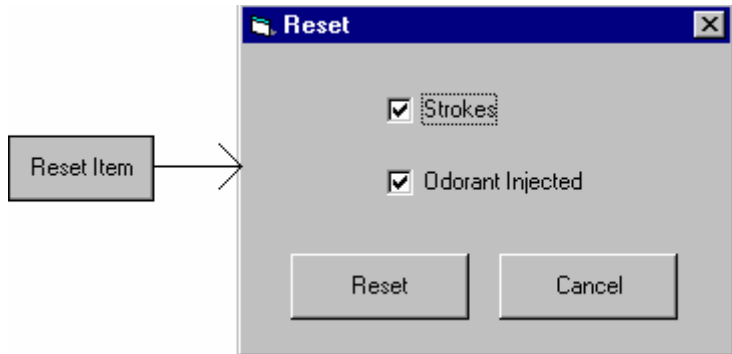 Reset
Strokes
Reset Item
Odorant Injected
Reset
Cancel